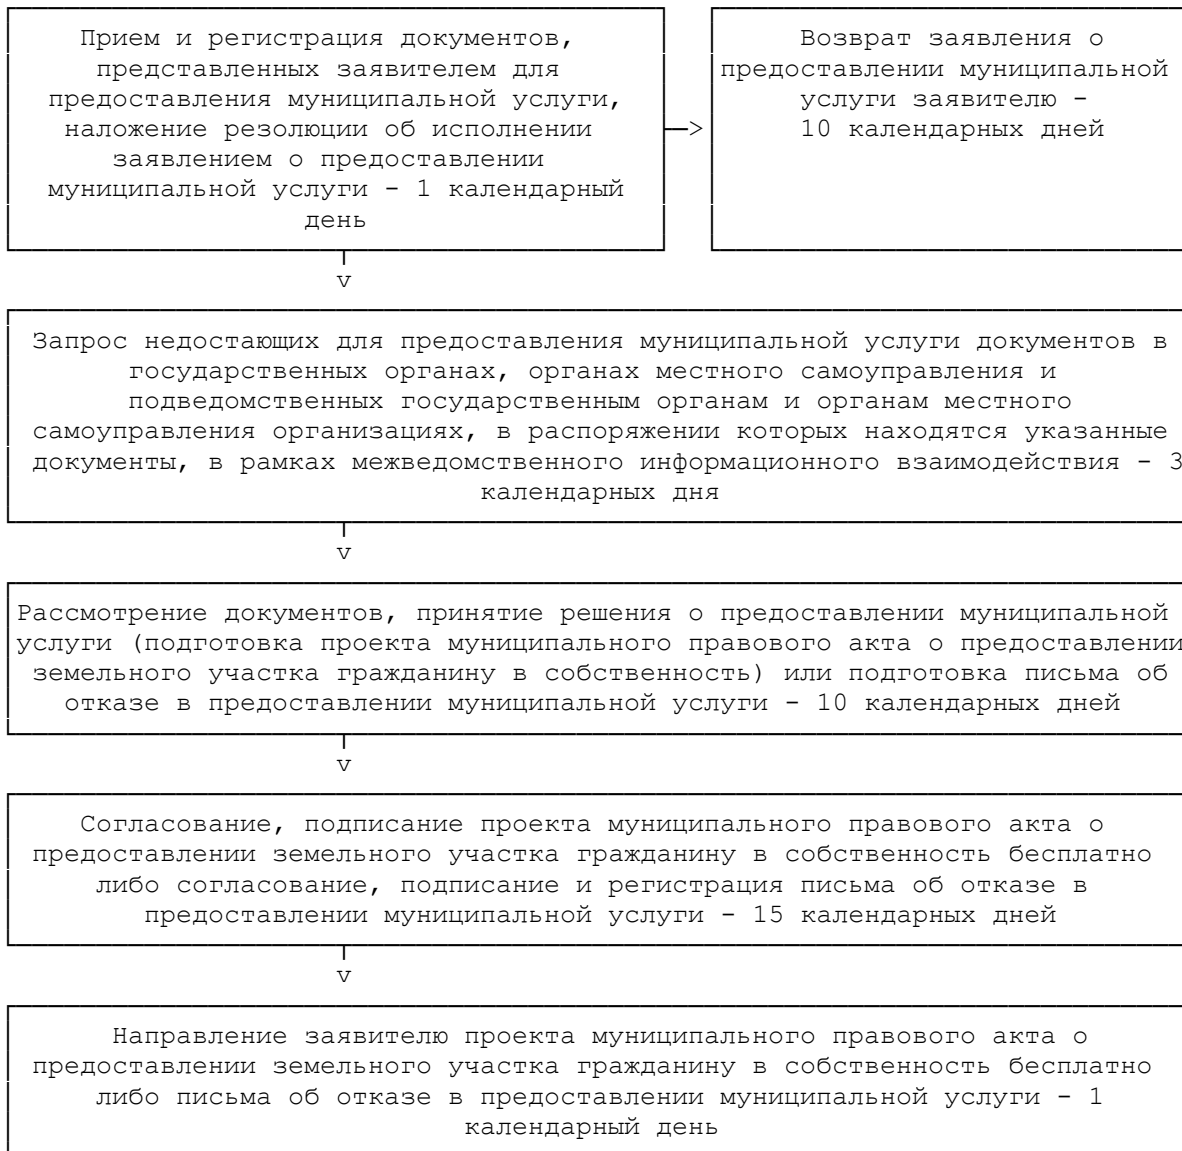 Прием и регистрация документов,
представленных заявителем для
предоставления муниципальной услуги,
наложение резолюции об исполнении
заявлением о предоставлении
муниципальной услуги - 1 календарный
день
Возврат заявления о
предоставлении муниципальной
услуги заявителю -
10 календарных дней
v
Запрос недостающих для предоставления муниципальной услуги документов в
государственных органах, органах местного самоуправления и
подведомственных государственным органам и органам местного
самоуправления организациях, в распоряжении которых находятся указанные
документы, в рамках межведомственного информационного взаимодействия - 3
календарных дня
v
Рассмотрение документов, принятие решения о предоставлении муниципальной
услуги (подготовка проекта муниципального правового акта о предоставлении
земельного участка гражданину в собственность) или подготовка письма об
отказе в предоставлении муниципальной услуги - 10 календарных дней
v
Согласование, подписание проекта муниципального правового акта о
предоставлении земельного участка гражданину в собственность бесплатно
либо согласование, подписание и регистрация письма об отказе в
предоставлении муниципальной услуги - 15 календарных дней
v
Направление заявителю проекта муниципального правового акта о
предоставлении земельного участка гражданину в собственность бесплатно
либо письма об отказе в предоставлении муниципальной услуги - 1
календарный день